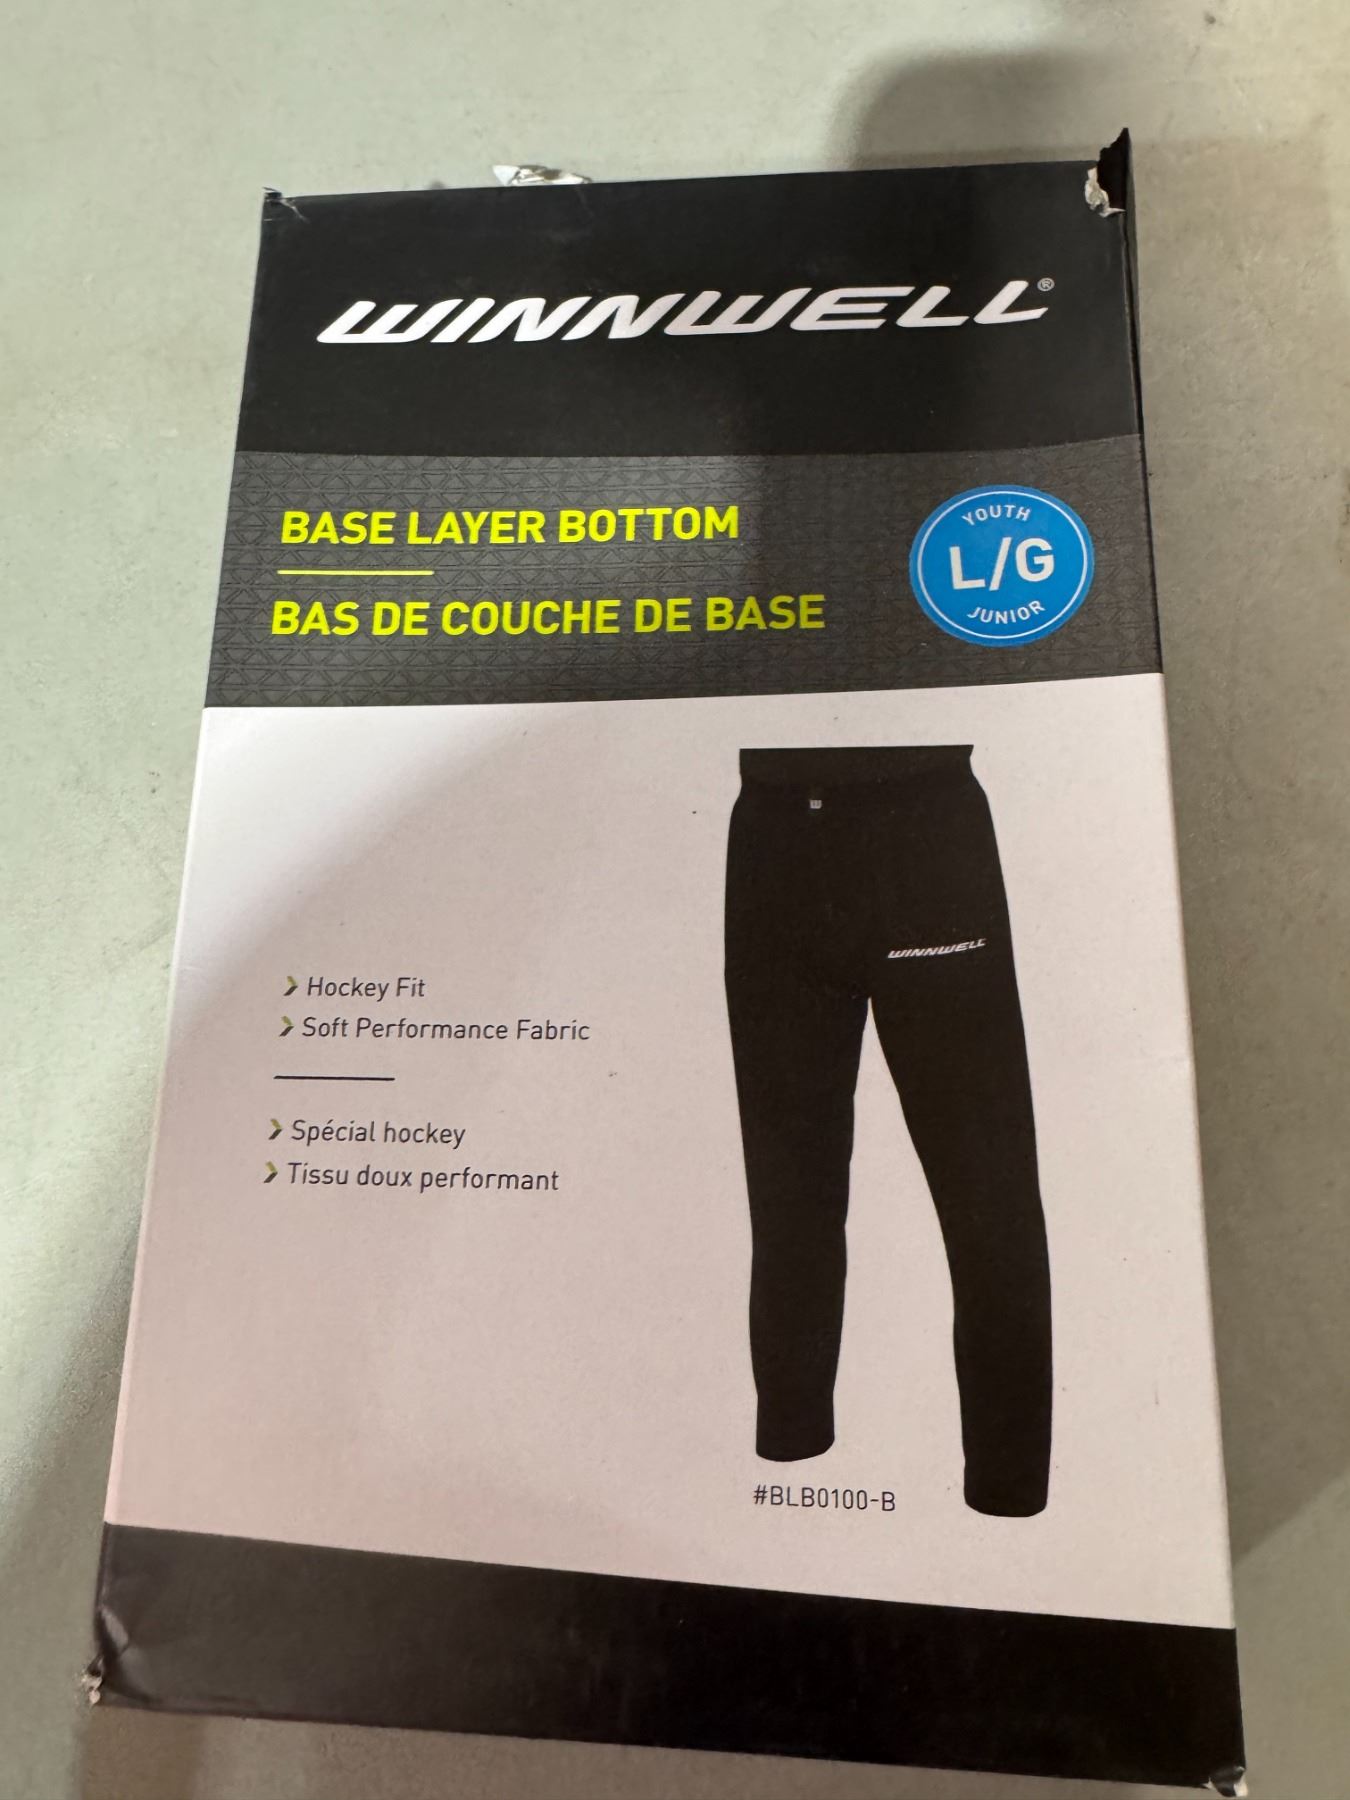 WINNWELL®
BASE LAYER BOTTOM
BAS DE COUCHE DE BASE
YOUTH
L/G
JUNIOR
W
WINNWELL
Hockey Fit
Soft Performance Fabric
Spécial hockey
Tissu doux performant
#BLB0100-B